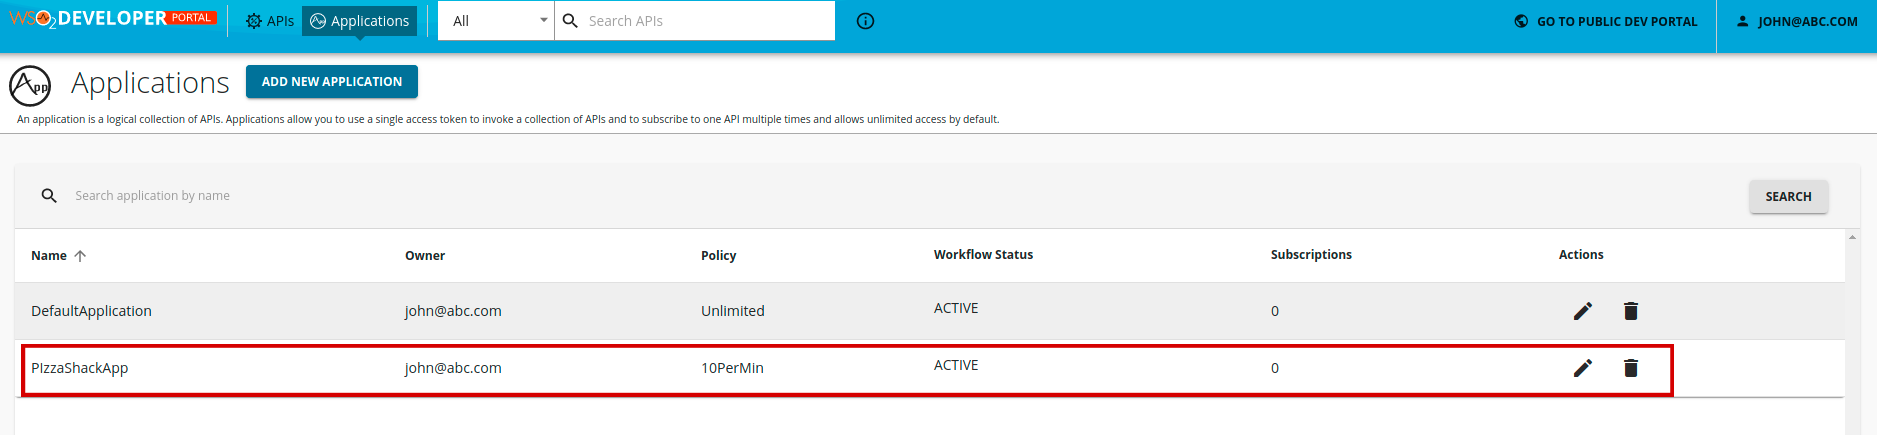 WSO2 DEVELOPER PORTAL APIs Applications All Search APIs GO TO PUBLIC DEV PORTAL JOHN@ABC.COM
App Applications ADD NEW APPLICATION
An application is a logical collection of APIs. Applications allow you to use a single access token to invoke a collection of APIs and to subscribe to one API multiple times and allows unlimited access by default.
Search application by name SEARCH
Name Owner Policy Workflow Status Subscriptions Actions
DefaultApplication john@abc.com Unlimited ACTIVE 0
PIzzaShackApp john@abc.com 10PerMin ACTIVE 0